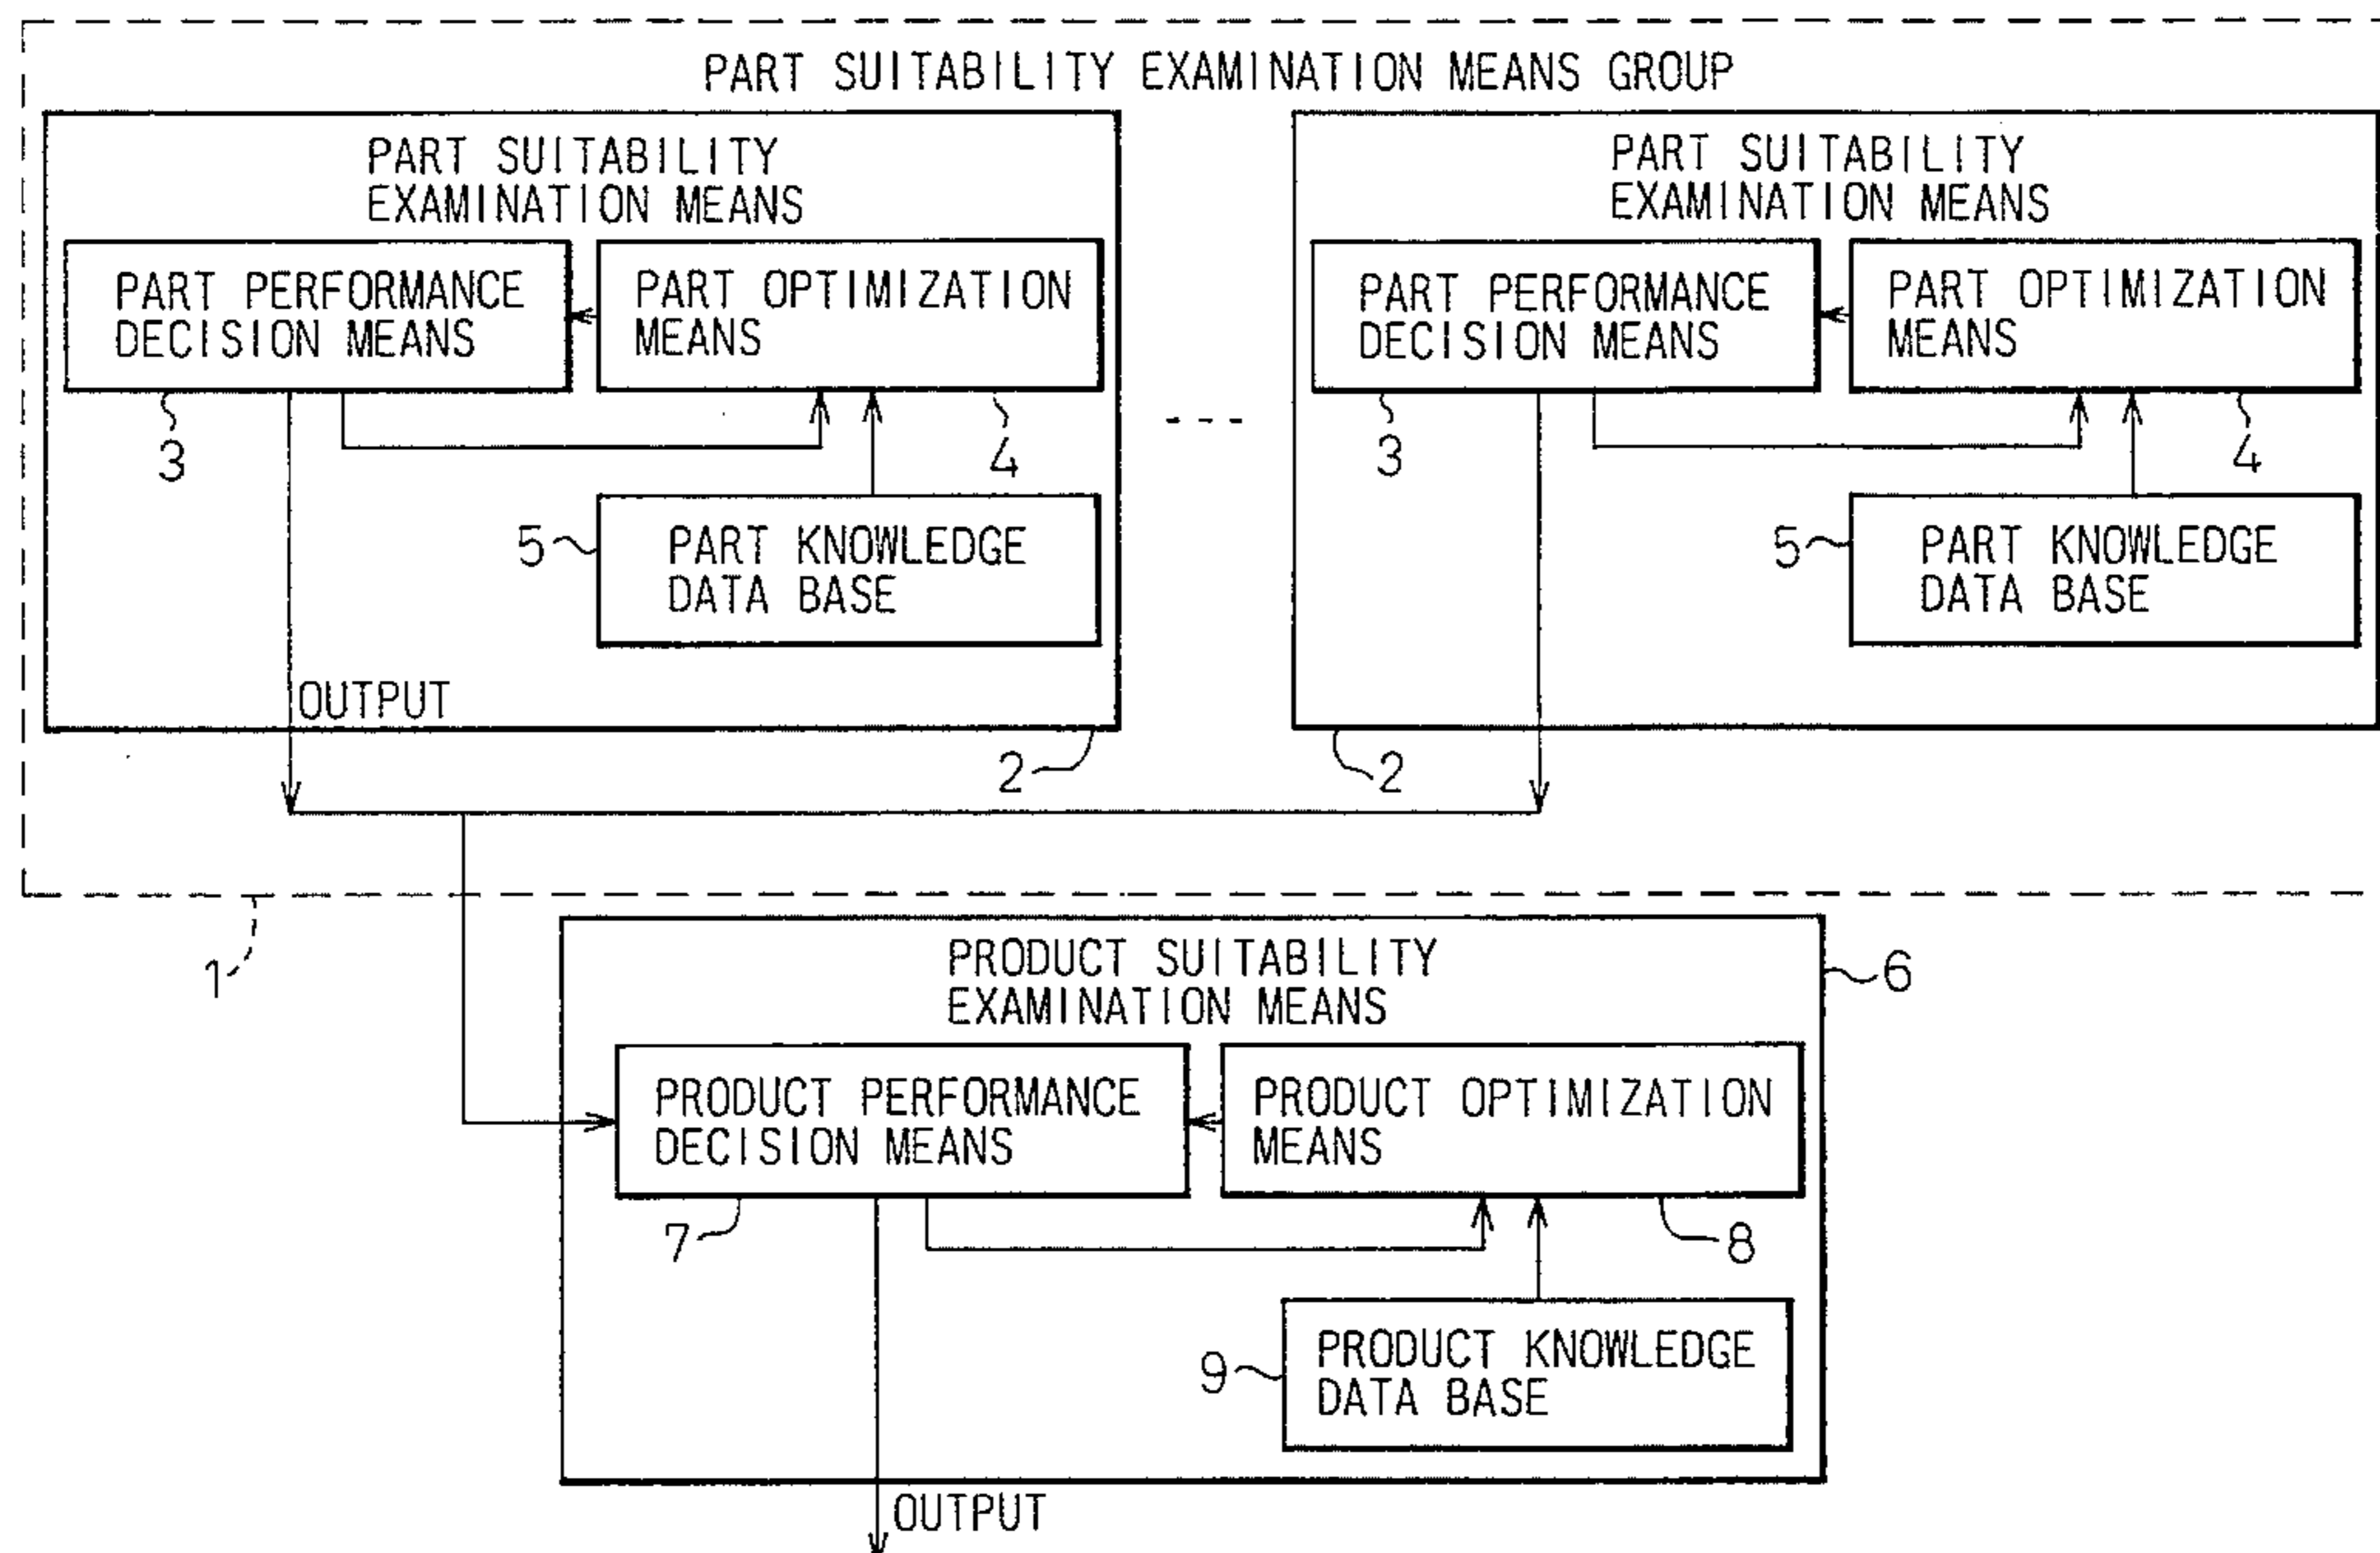 PART SUITABILITY EXAMINATION MEANS GROUP
PART SUITABILITY
EXAMINATION MEANS
PART PERFORMANCE
DECISION MEANS
PART OPTIMIZATION
MEANS
3
4
5
PART KNOWLEDGE
DATA BASE
OUTPUT
2
PART SUITABILITY
EXAMINATION MEANS
PART PERFORMANCE
DECISION MEANS
PART OPTIMIZATION
MEANS
3
4
5
PART KNOWLEDGE
DATA BASE
2
1
PRODUCT SUITABILITY
EXAMINATION MEANS
6
PRODUCT PERFORMANCE
DECISION MEANS
PRODUCT OPTIMIZATION
MEANS
7
8
9
PRODUCT KNOWLEDGE
DATA BASE
OUTPUT